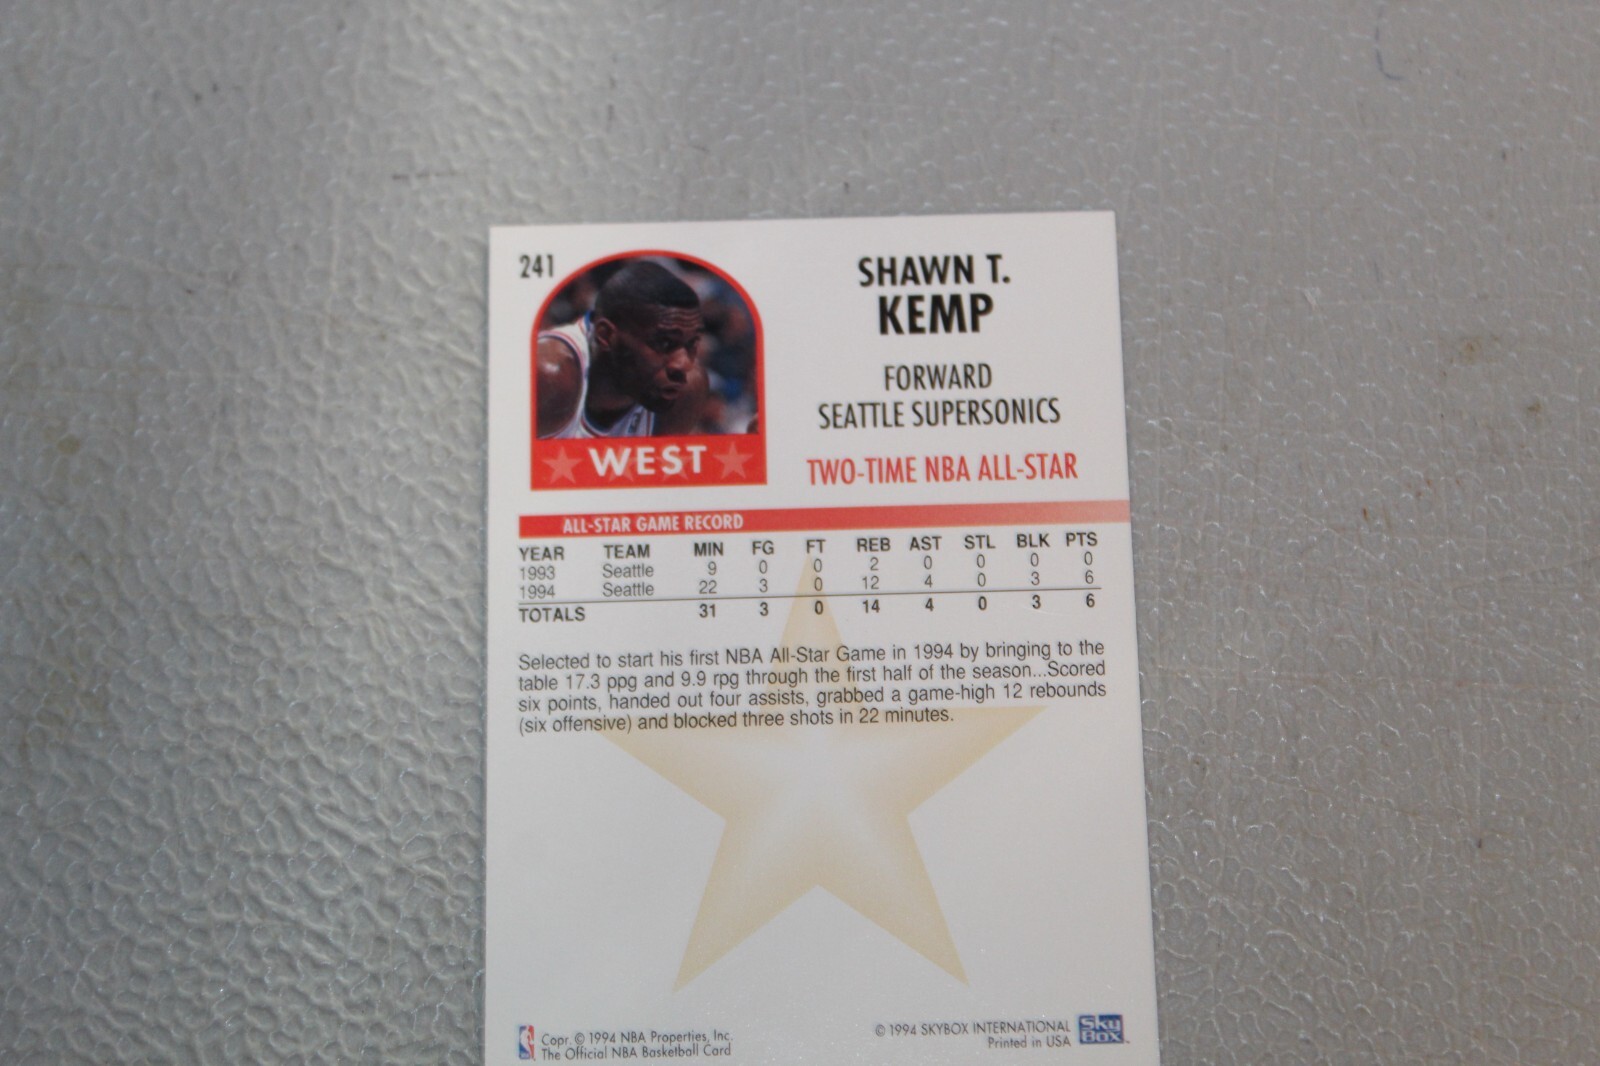 241
SHAWN T.
KEMP
FORWARD
SEATTLE SUPERSONICS
WEST
TWO-TIME NBA ALL-STAR
ALL-STAR GAME RECORD
YEAR TEAM MIN FG FT REB AST STL BLK PTS
1993 Seattle 9 0 0 2 0 0 0 0
1994 Seattle 22 3 0 12 4 0 3 6
TOTALS 31 3 0 14 4 0 3 6
Selected to start his first NBA All-Star Game in 1994 by bringing to the
table 17.3 ppg and 9.9 rpg through the first half of the season...Scored
six points, handed out four assists, grabbed a game-high 12 rebounds
(six offensive) and blocked three shots in 22 minutes.
Copr. © 1994 NBA Properties, Inc.
The Official NBA Basketball Card
© 1994 SKYBOX INTERNATIONAL
Printed in USA
SkyBox™